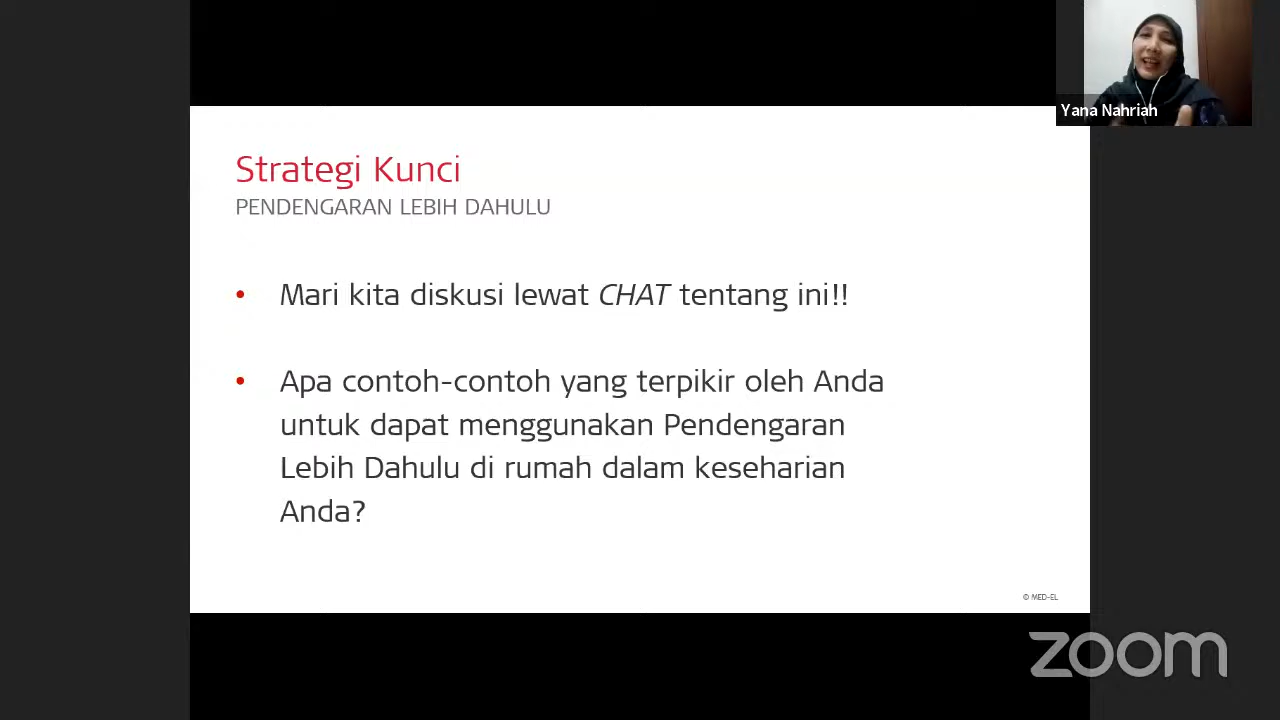 Yana Nahriah
Strategi Kunci
PENDENGARAN LEBIH DAHULU
• Mari kita diskusi lewat CHAT tentang ini!!
• Apa contoh-contoh yang terpikir oleh Anda
untuk dapat menggunakan Pendengaran
Lebih Dahulu di rumah dalam keseharian
Anda?
© MED-EL
zoom